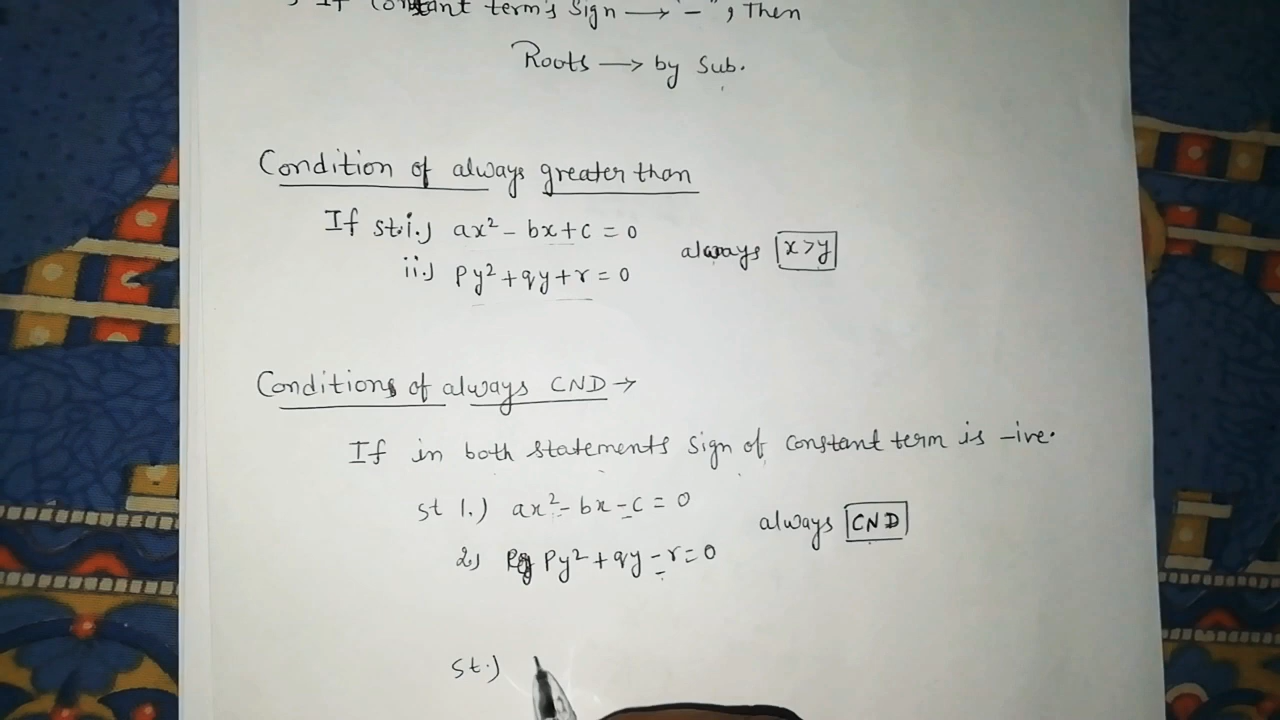 If Constant term's Sign → "-", Then
Roots → by Sub.
Condition of always greater than
If st.i.) ax² - bx + c = 0
always x>y
ii.) py² + qy + r = 0
Conditions of always CND →
If in both statements Sign of Constant term is -ive.
st 1.) ax² - bx - c = 0
always CND
2.) Py² + qy - r = 0
st.)